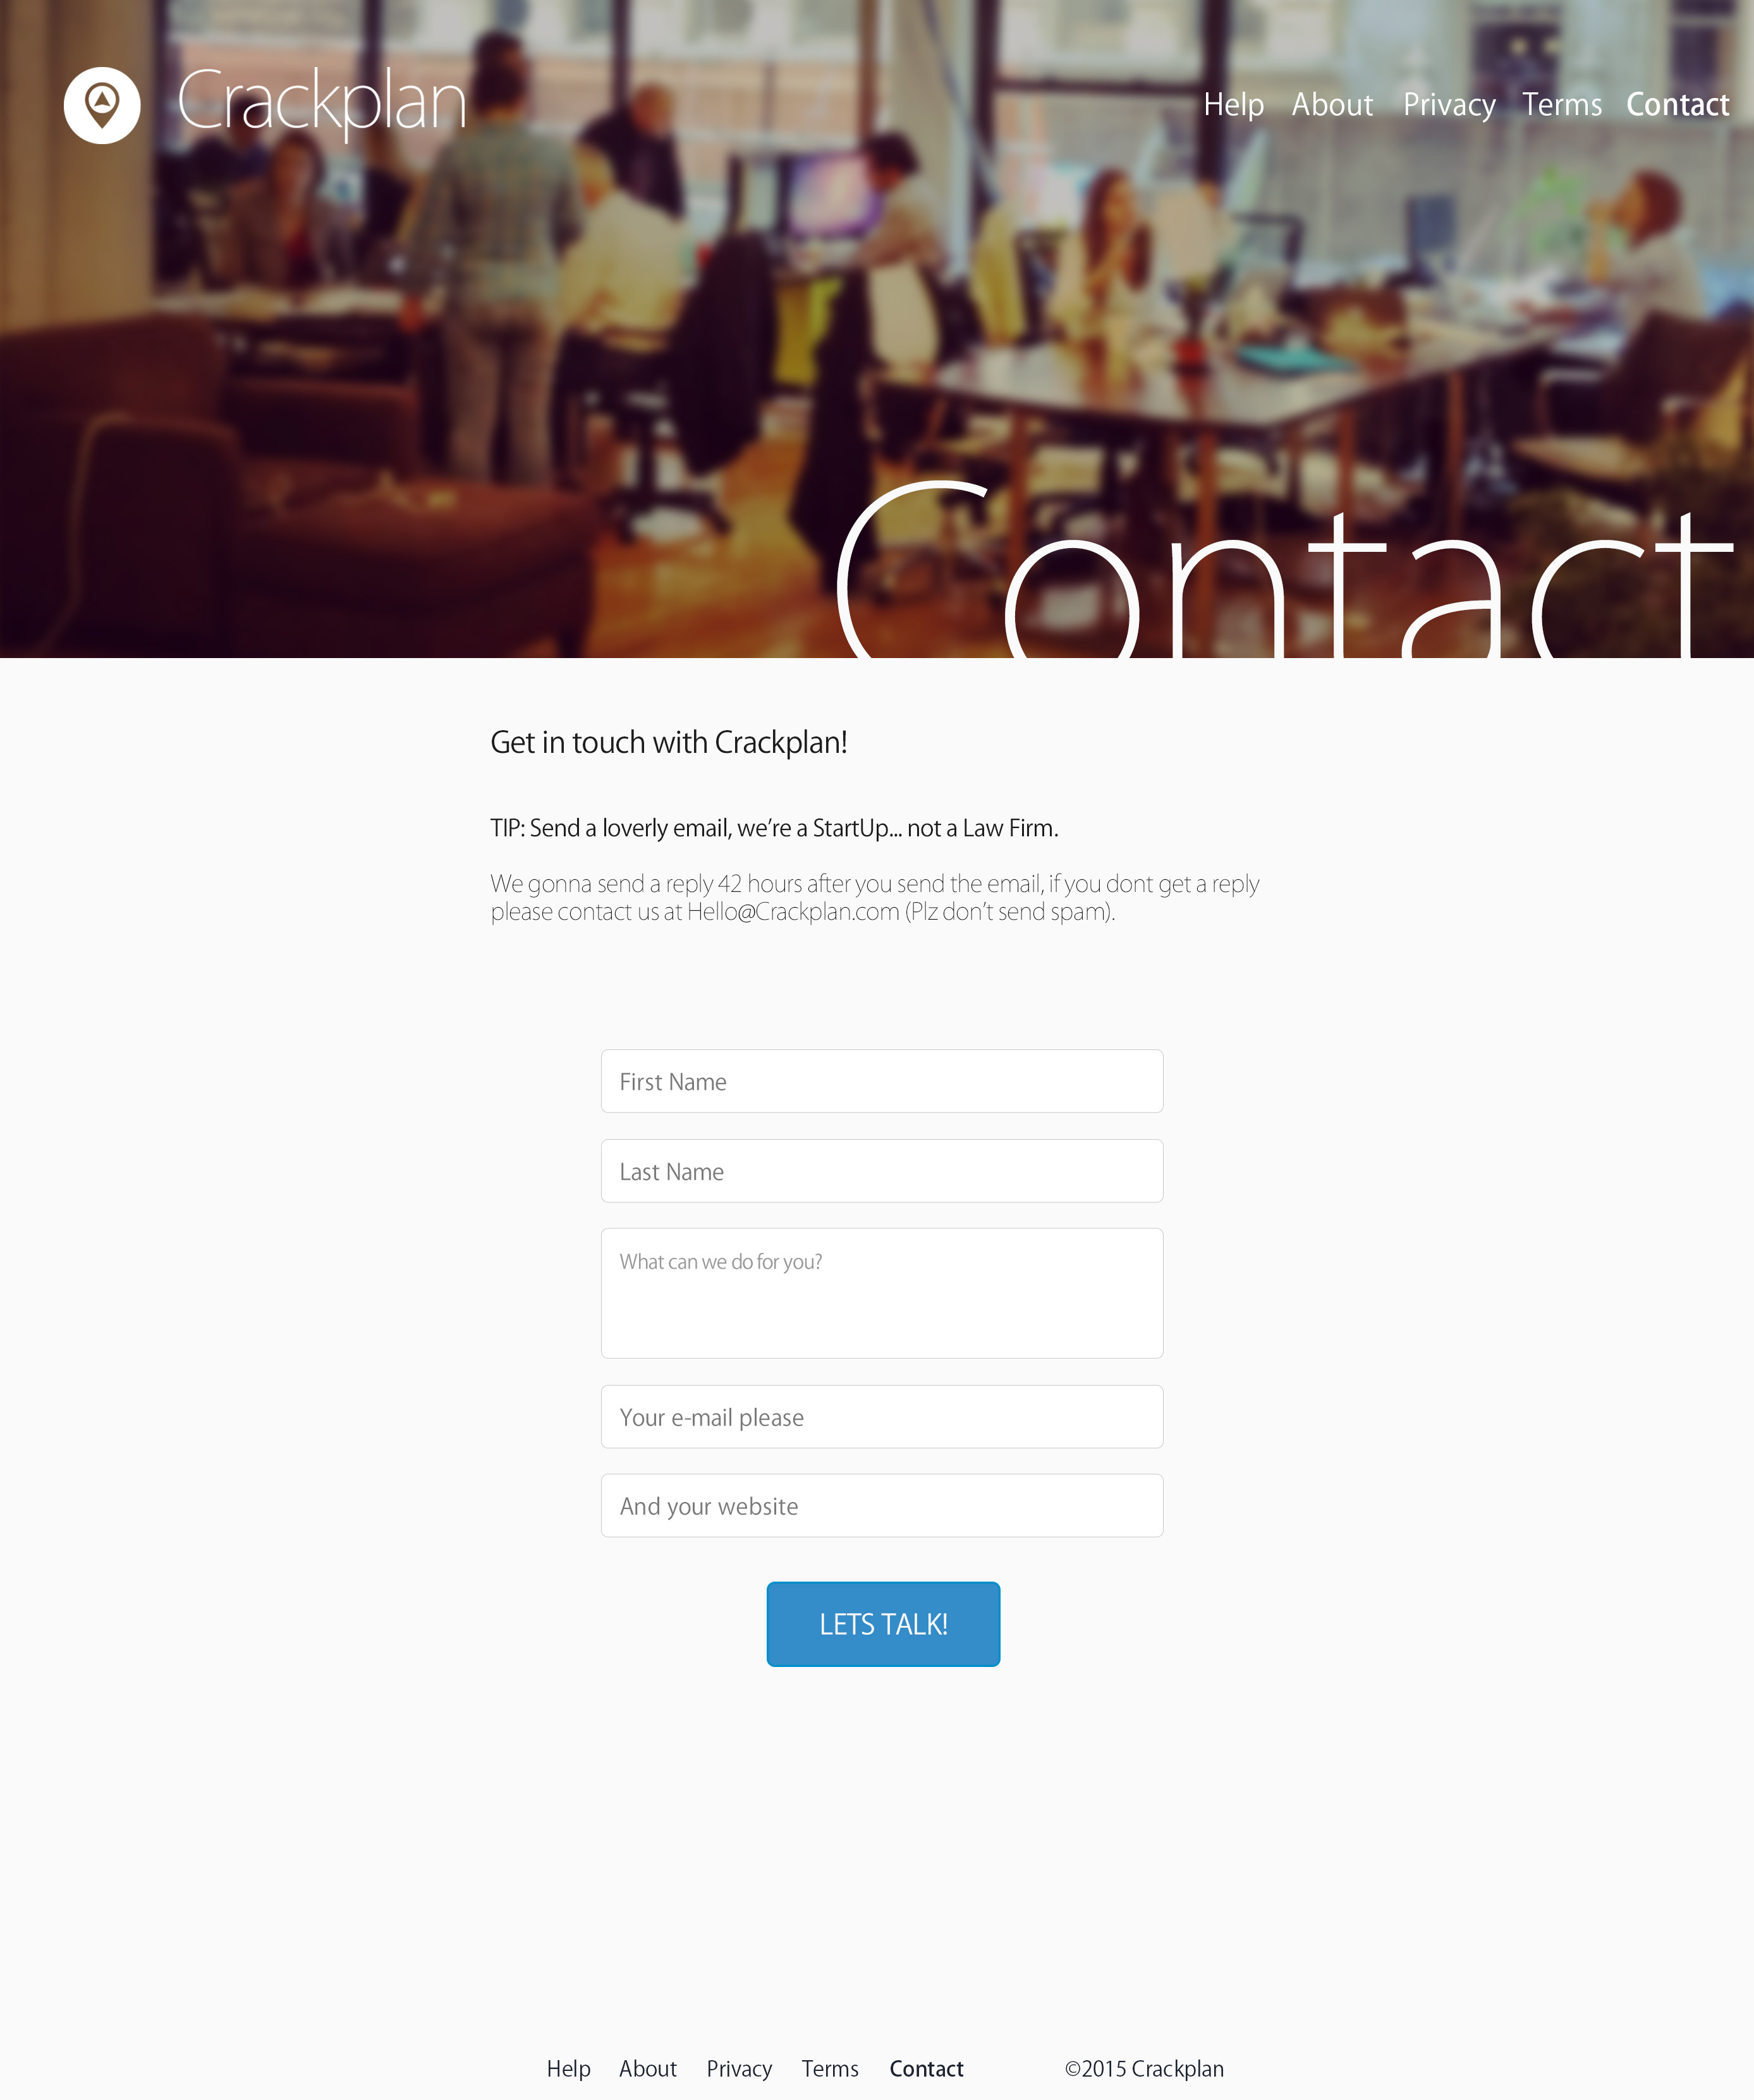 Crackplan
Help About Privacy Terms Contact
Contact
Get in touch with Crackplan!
TIP: Send a loverly email, we’re a StartUp... not a Law Firm.
We gonna send a reply 42 hours after you send the email, if you dont get a reply
please contact us at Hello@Crackplan.com (Plz don’t send spam).
First Name
Last Name
What can we do for you?
Your e-mail please
And your website
LETS TALK!
Help About Privacy Terms Contact ©2015 Crackplan